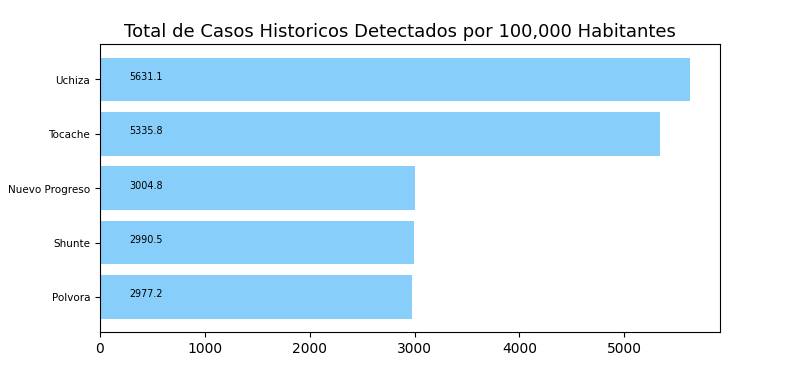 Total de Casos Historicos Detectados por 100,000 Habitantes
Uchiza 5631.1
Tocache 5335.8
Nuevo Progreso 3004.8
Shunte 2990.5
Polvora 2977.2
0 1000 2000 3000 4000 5000